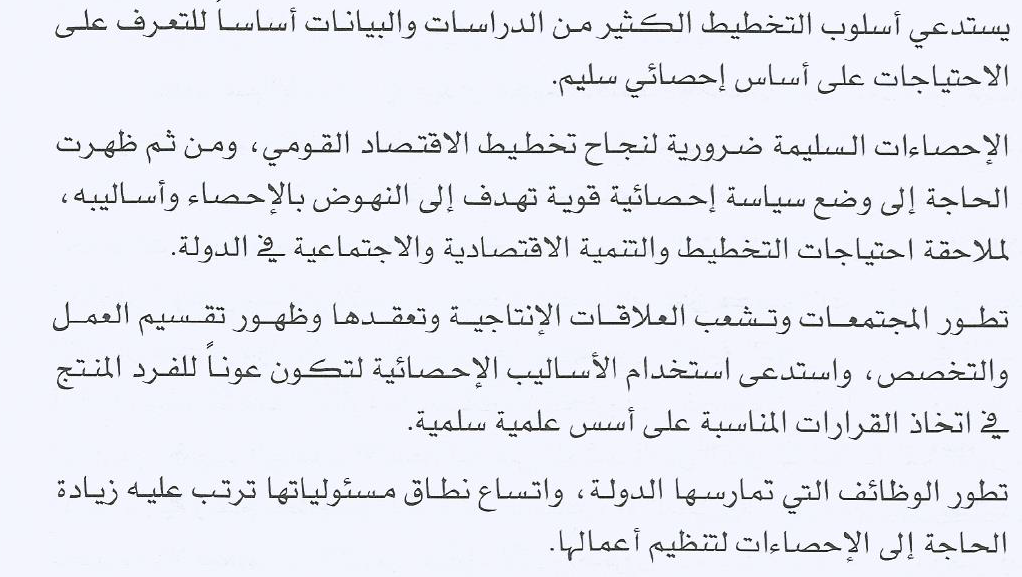 يستدعي أسلوب التخطيط الكثير من الدراسات والبيانات أساساً للتعرف على
الاحتياجات على أساس إحصائي سليم.
الإحصاءات السليمة ضرورية لنجاح تخطيط الاقتصاد القومي، ومن ثم ظهرت
الحاجة إلى وضع سياسة إحصائية قوية تهدف إلى النهوض بالإحصاء وأساليبه،
لملاحقة احتياجات التخطيط والتنمية الاقتصادية والاجتماعية في الدولة.
تطور المجتمعات وتشعب العلاقات الإنتاجية وتعقدها وظهور تقسيم العمل
والتخصص، واستدعى استخدام الأساليب الإحصائية لتكون عوناً للفرد المنتج
في اتخاذ القرارات المناسبة على أسس علمية سلمية.
تطور الوظائف التي تمارسها الدولة، واتساع نطاق مسئولياتها ترتب عليه زيادة
الحاجة إلى الإحصاءات لتنظيم أعمالها.